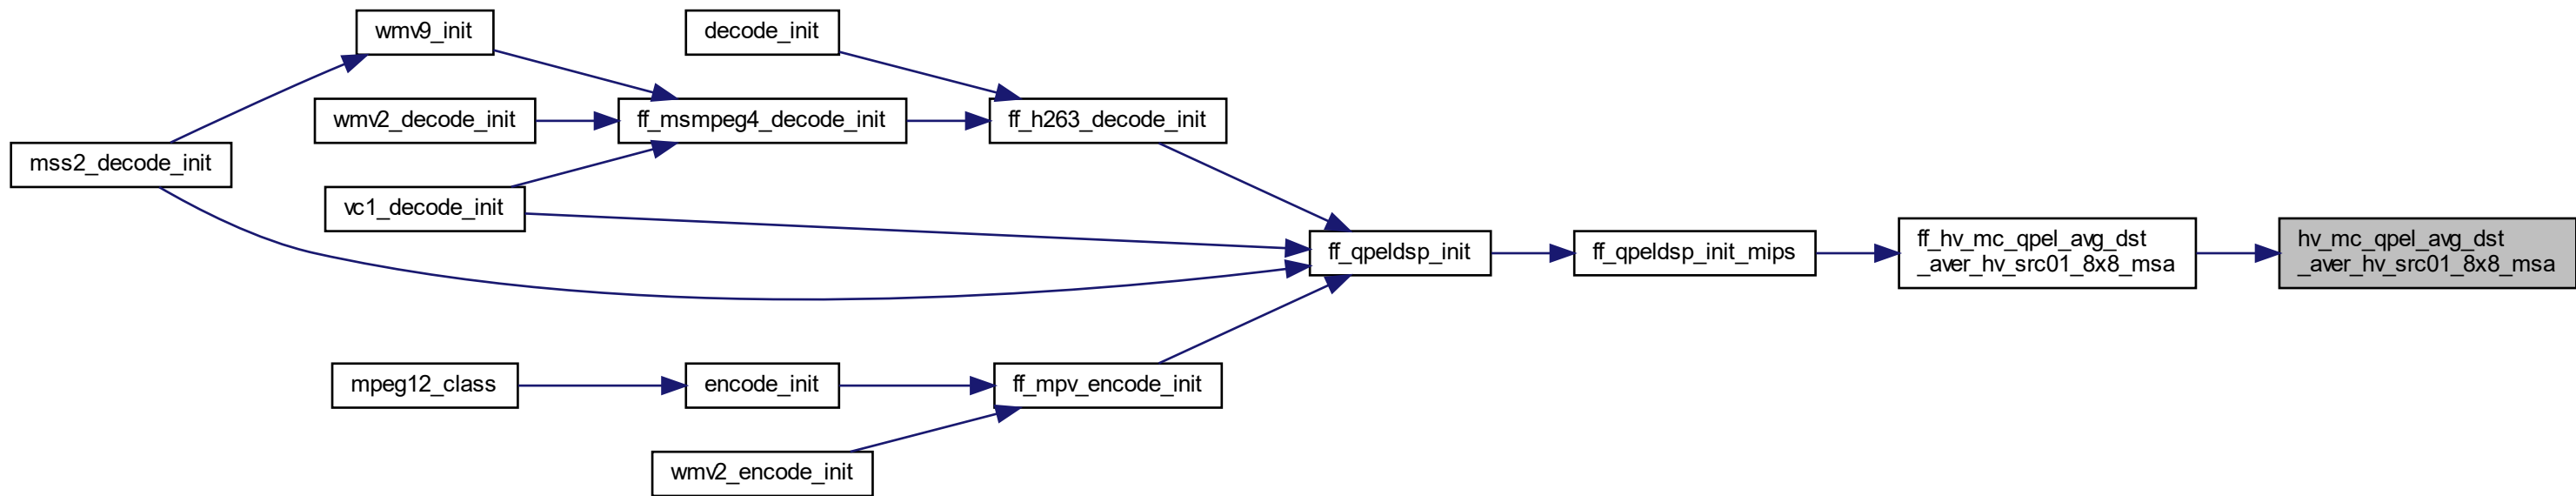 wmv9_init
decode_init
wmv2_decode_init
ff_msmpeg4_decode_init
ff_h263_decode_init
mss2_decode_init
vc1_decode_init
ff_qpeldsp_init
ff_qpeldsp_init_mips
ff_hv_mc_qpel_avg_dst
_aver_hv_src01_8x8_msa
hv_mc_qpel_avg_dst
_aver_hv_src01_8x8_msa
mpeg12_class
encode_init
ff_mpv_encode_init
wmv2_encode_init